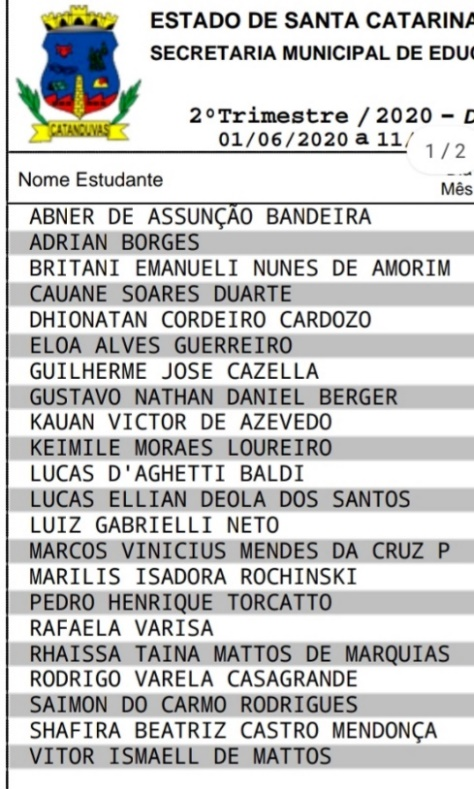 ESTADO DE SANTA CATARINA
SECRETARIA MUNICIPAL DE EDUC
CATANDUVAS
2ºTrimestre /2020 – D
01/06/2020 a 11/
1/2
Nome Estudante
Mês
ABNER DE ASSUNÇÃO BANDEIRA
ADRIAN BORGES
BRITANI EMANUELI NUNES DE AMORIM
CAUANE SOARES DUARTE
DHIONATAN CORDEIRO CARDOZO
ELOA ALVES GUERREIRO
GUILHERME JOSE CAZELLA
GUSTAVO NATHAN DANIEL BERGER
KAUAN VICTOR DE AZEVEDO
KEIMILE MORAES LOUREIRO
LUCAS D'AGHETTI BALDI
LUCAS ELLIAN DEOLA DOS SANTOS
LUIZ GABRIELLI NETO
MARCOS VINICIUS MENDES DA CRUZ P
MARILIS ISADORA ROCHINSKI
PEDRO HENRIQUE TORCATTO
RAFAELA VARISA
RHAISSA TAINA MATTOS DE MARQUIAS
RODRIGO VARELA CASAGRANDE
SAIMON DO CARMO RODRIGUES
SHAFIRA BEATRIZ CASTRO MENDONÇA
VITOR ISMAELL DE MATTOS